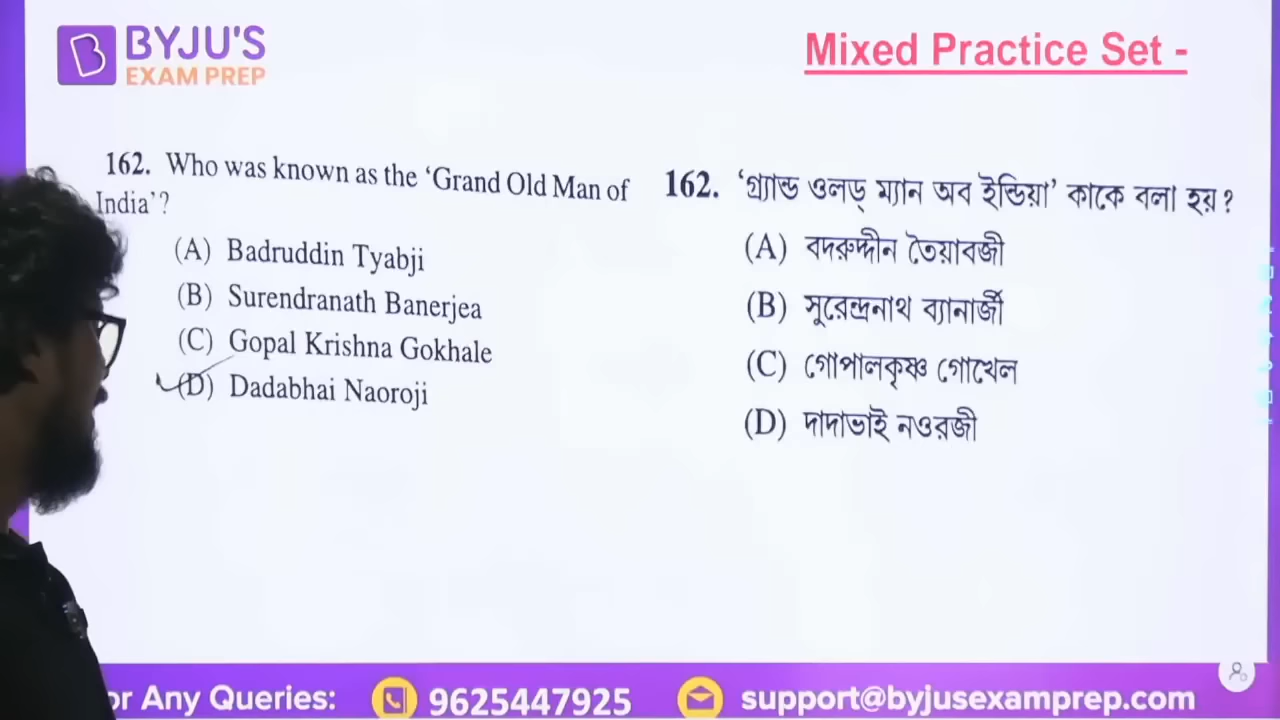 BYJU'S
EXAM PREP
Mixed Practice Set -
162. Who was known as the ‘Grand Old Man of
India’?
(A) Badruddin Tyabji
(B) Surendranath Banerjea
(C) Gopal Krishna Gokhale
(D) Dadabhai Naoroji
162. ‘গ্র্যান্ড ওলড্ ম্যান অব ইন্ডিয়া’ কাকে বলা হয় ?
(A) বদরুদ্দীন তৈয়াবজী
(B) সুরেন্দ্রনাথ ব্যানার্জী
(C) গোপালকৃষ্ণ গোখেল
(D) দাদাভাই নওরজী
or Any Queries: 9625447925 support@byjusexamprep.com